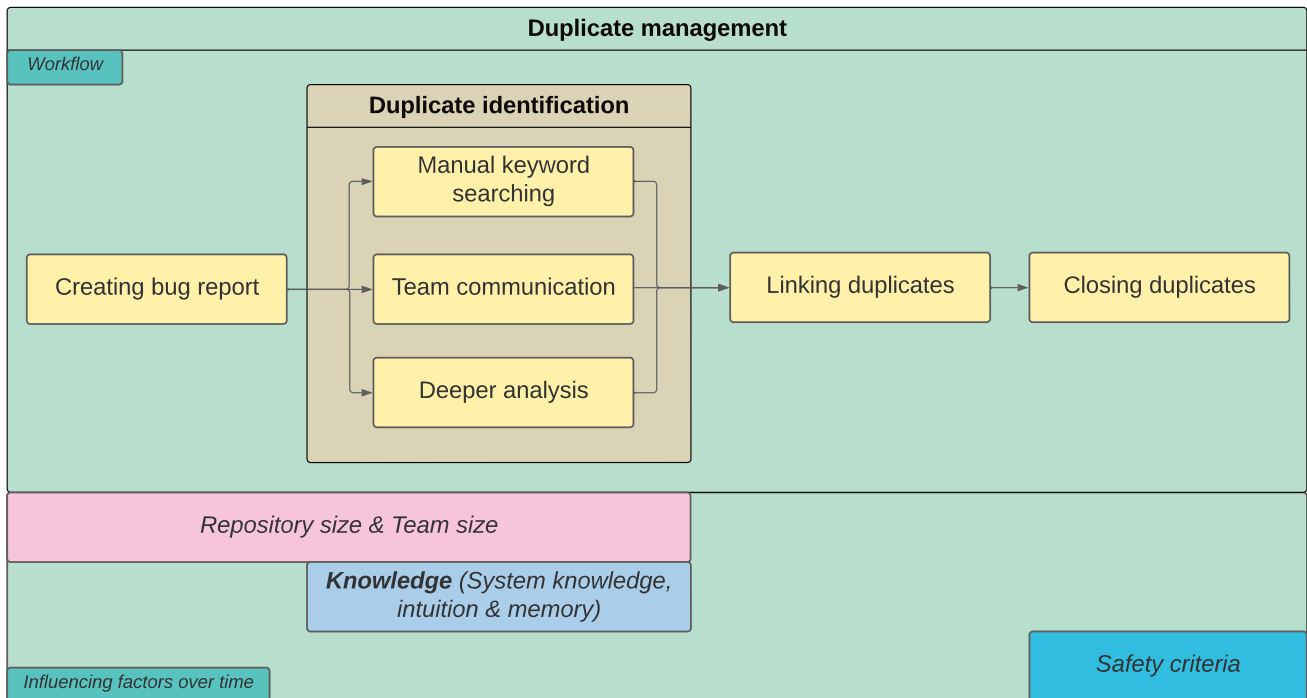 Duplicate management
Workflow
Duplicate identification
Manual keyword
searching
Creating bug report
Team communication
Linking duplicates
Closing duplicates
Deeper analysis
Repository size & Team size
Knowledge (System knowledge,
intuition & memory)
Safety criteria
Influencing factors over time